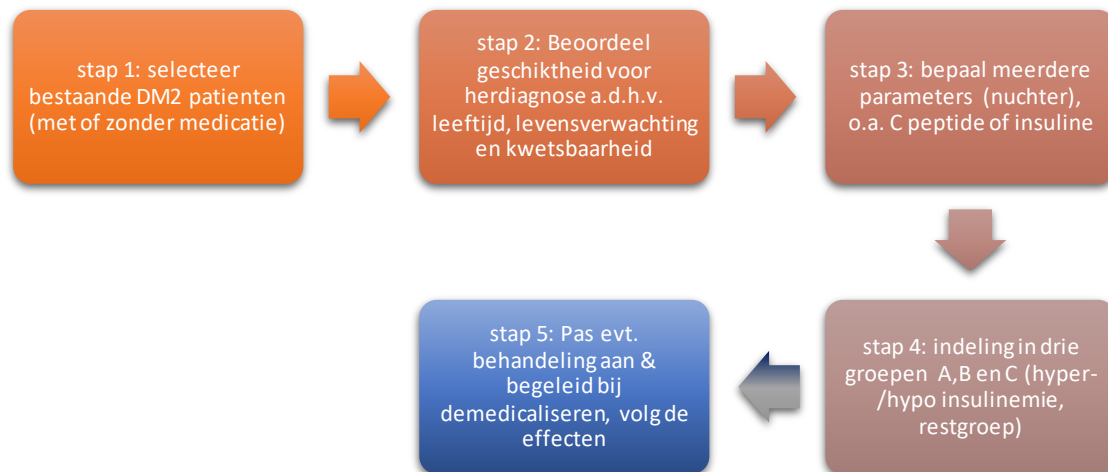 stap 1: selecteer
bestaande DM2 patienten
(met of zonder medicatie)
stap 2: Beoordeel
geschiktheid voor
herdiagnose a.d.h.v.
leeftijd, levensverwachting
en kwetsbaarheid
stap 3: bepaal meerdere
parameters (nuchter),
o.a. C peptide of insuline
stap 4: indeling in drie
groepen A,B en C (hyper-
/hypo insulinemie,
restgroep)
stap 5: Pas evt.
behandeling aan &
begeleid bij
demedicaliseren, volg de
effecten